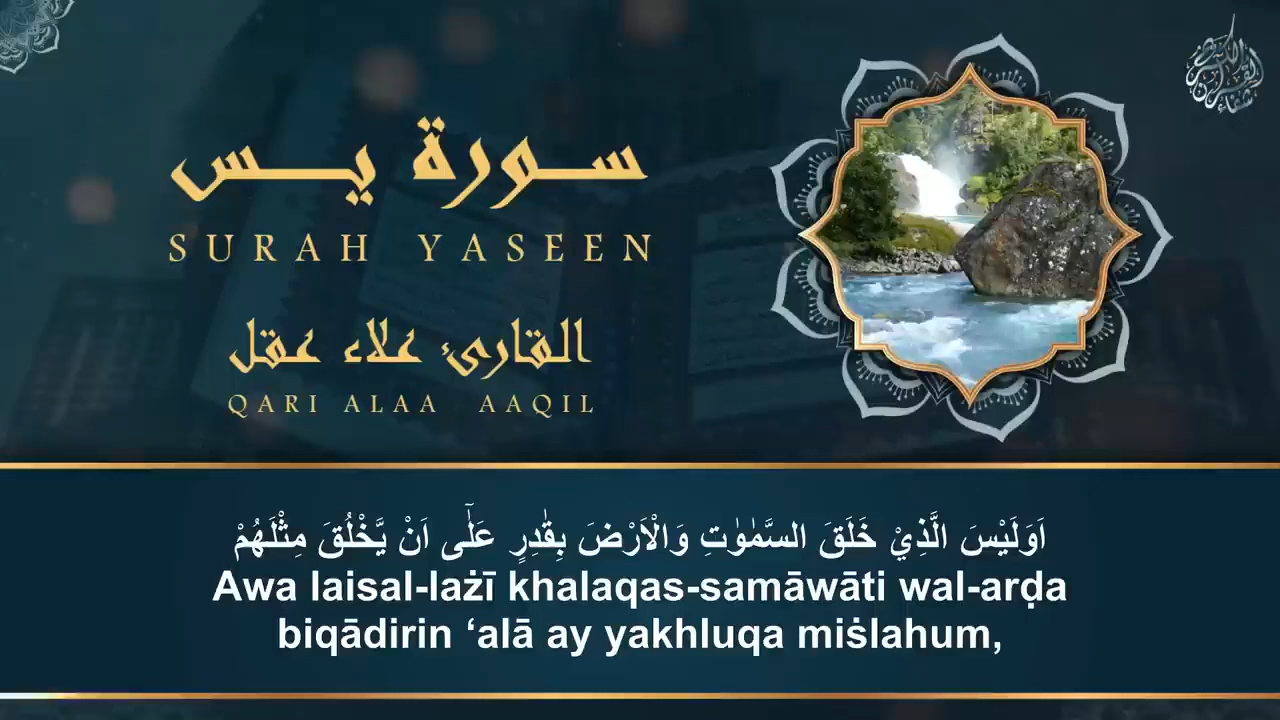 سورة يس
SURAH YASEEN
القارئ علاء عقل
QARI ALAA AAQIL
اَوَلَيْسَ الَّذِيْ خَلَقَ السَّمٰوٰتِ وَالْاَرْضَ بِقٰدِرٍ عَلٰٓى اَنْ يَّخْلُقَ مِثْلَهُمْ
Awa laisal-lażī khalaqas-samāwāti wal-arḍa
biqādirin ‘alā ay yakhluqa miṡlahum,